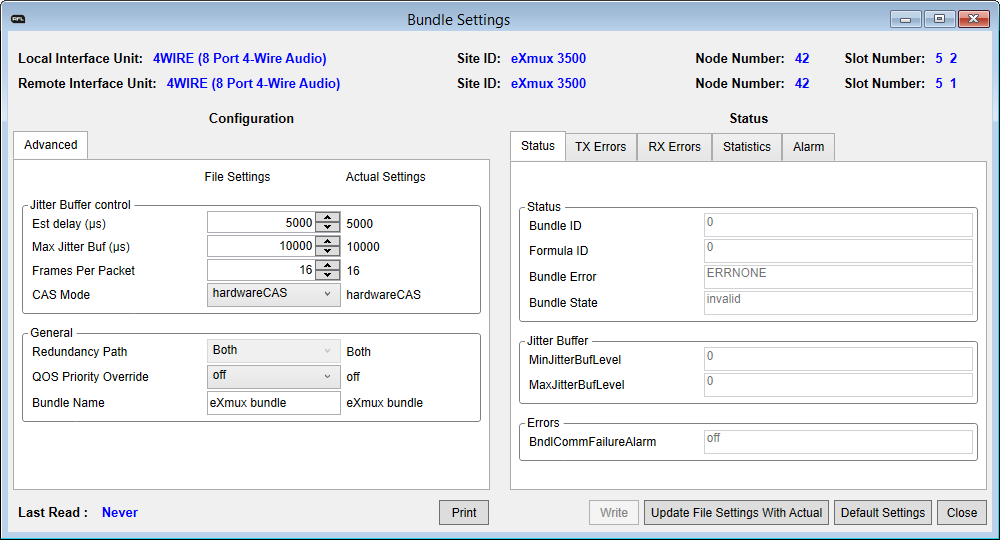 RFL
Bundle Settings
Local Interface Unit: 4WIRE (8 Port 4-Wire Audio) Site ID: eXmux 3500 Node Number: 42 Slot Number: 5 2
Remote Interface Unit: 4WIRE (8 Port 4-Wire Audio) Site ID: eXmux 3500 Node Number: 42 Slot Number: 5 1
Configuration
Advanced
File Settings Actual Settings
Jitter Buffer control
Est delay (µs) 5000 5000
Max Jitter Buf (µs) 10000 10000
Frames Per Packet 16 16
CAS Mode hardwareCAS hardwareCAS
General
Redundancy Path Both Both
QOS Priority Override off off
Bundle Name eXmux bundle eXmux bundle
Status
Status TX Errors RX Errors Statistics Alarm
Status
Bundle ID 0
Formula ID 0
Bundle Error ERRNONE
Bundle State invalid
Jitter Buffer
MinJitterBufLevel 0
MaxJitterBufLevel 0
Errors
BndlCommFailureAlarm off
Last Read : Never Print Write Update File Settings With Actual Default Settings Close